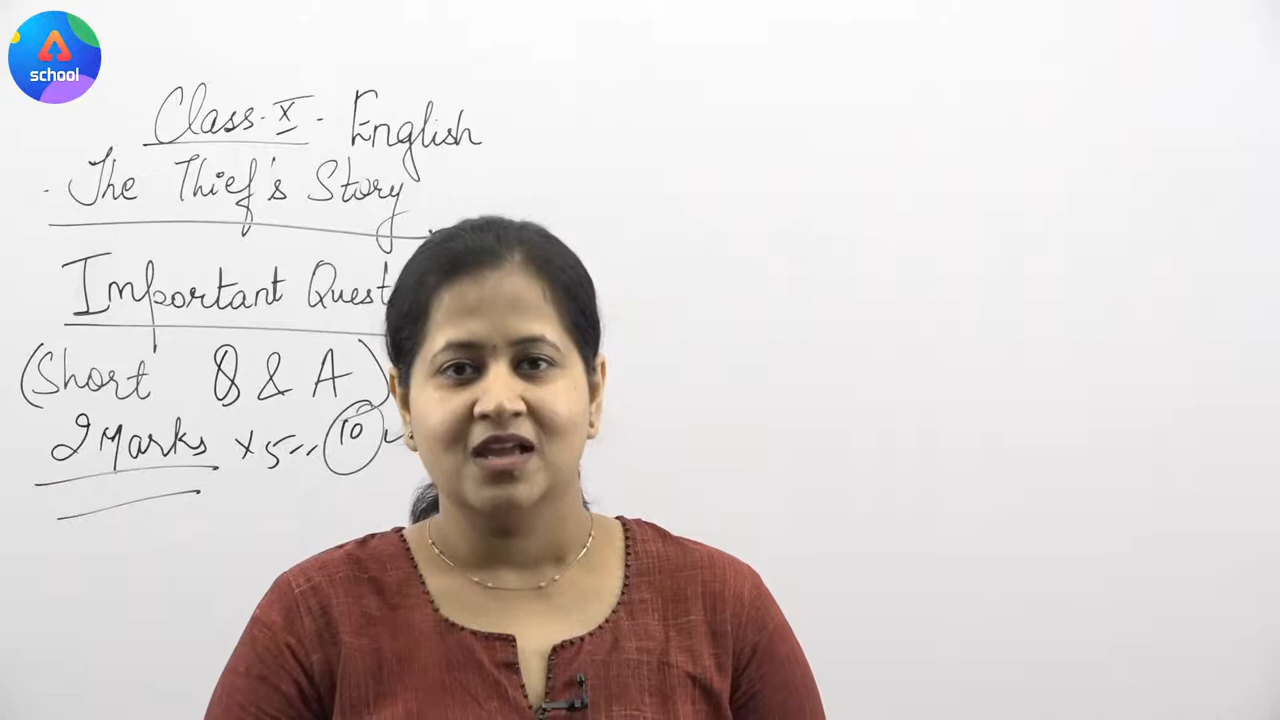 school
Class-X - English
. The Thief's Story
Important Quest
(Short Q & A)
2 Marks x 5 -- 10